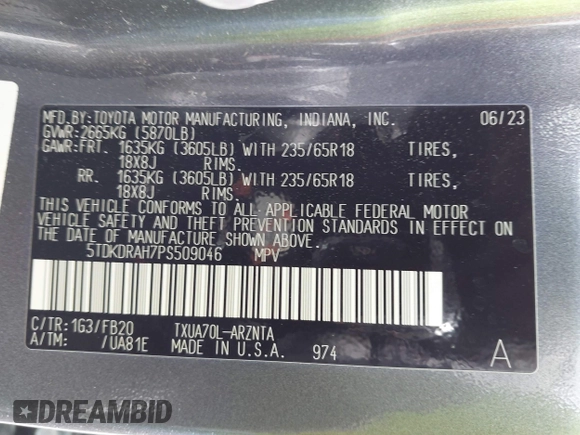 MFD.BY:TOYOTA MOTOR MANUFACTURING, INDIANA, INC. 06/23
GVWR:2665KG (5870LB)
GAWR:FRT. 1635KG (3605LB) WITH 235/65R18 TIRES,
18X8J RIMS.
RR. 1635KG (3605LB) WITH 235/65R18 TIRES,
18X8J RIMS.
THIS VEHICLE CONFORMS TO ALL APPLICABLE FEDERAL MOTOR
VEHICLE SAFETY AND THEFT PREVENTION STANDARDS IN EFFECT ON
THE DATE OF MANUFACTURE SHOWN ABOVE.
5TDKDRAH7PS509046 MPV
C/TR:1G3/FB20 TXUA70L-ARZNTA
A/TM: /UA81E MADE IN U.S.A. 974 A
DREAMBID